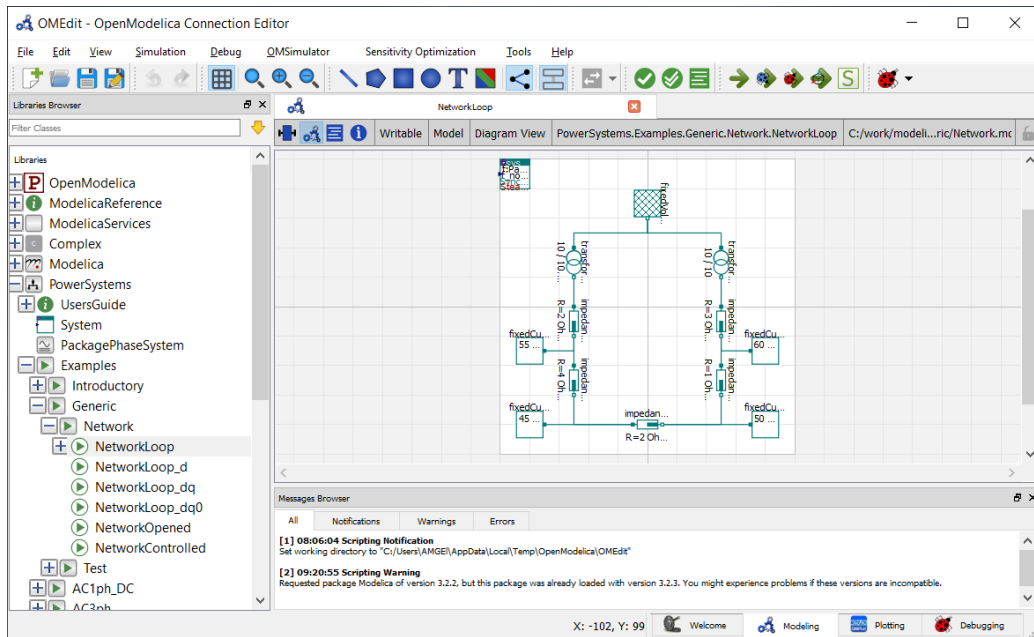 OMEdit - OpenModelica Connection Editor
File Edit View Simulation Debug OMSimulator Sensitivity Optimization Tools Help
T S
Libraries Browser
Filter Classes
Libraries
P OpenModelica
i ModelicaReference
ModelicaServices
c Complex
Modelica
PowerSystems
i UsersGuide
System
PackagePhaseSystem
Examples
Introductory
Generic
Network
NetworkLoop
NetworkLoop_d
NetworkLoop_dq
NetworkLoop_dq0
NetworkOpened
NetworkControlled
Test
AC1ph_DC
AC3ph
NetworkLoop
Writable Model Diagram View PowerSystems.Examples.Generic.Network.NetworkLoop C:/work/modeli...ric/Network.mo
fixedVol...
transfor...
10 / 10...
transfor...
10 / 10
impedan...
R=2 Oh...
impedan...
R=3 Oh...
fixedCu...
55 ...
fixedCu...
60 ...
impedan...
R=4 Oh...
impedan...
R=1 Oh...
fixedCu...
45 ...
impedan...
R=2 Oh...
fixedCu...
50 ...
Messages Browser
All Notifications Warnings Errors
[1] 08:06:04 Scripting Notification
Set working directory to "C:/Users/AMGEI/AppData/Local/Temp/OpenModelica/OMEdit"
[2] 09:20:55 Scripting Warning
Requested package Modelica of version 3.2.2, but this package was already loaded with version 3.2.3. You might experience problems if these versions are incompatible.
X: -102, Y: 99 Welcome Modeling Plotting Debugging